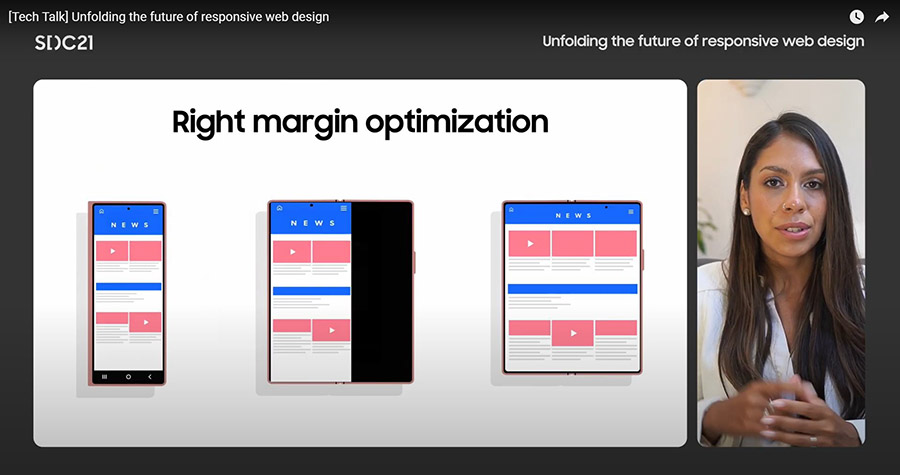 [Tech Talk] Unfolding the future of responsive web design
SDC21
Unfolding the future of responsive web design
Right margin optimization
NEWS
NEWS
NEWS